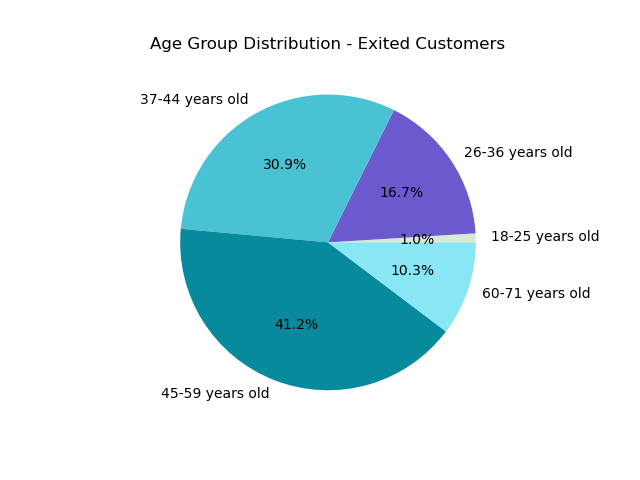 Age Group Distribution - Exited Customers
37-44 years old
26-36 years old
30.9%
16.7%
18-25 years old
1.0%
10.3%
60-71 years old
41.2%
45-59 years old